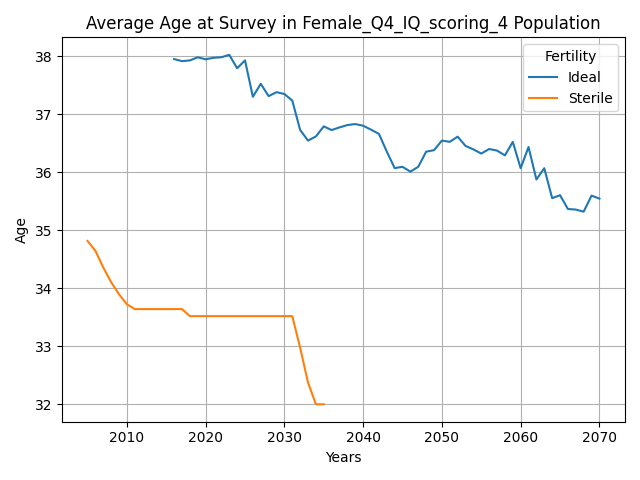 Average Age at Survey in Female_Q4_IQ_scoring_4 Population
Fertility
Ideal
Sterile
Age
38
37
36
35
34
33
32
2010 2020 2030 2040 2050 2060 2070
Years